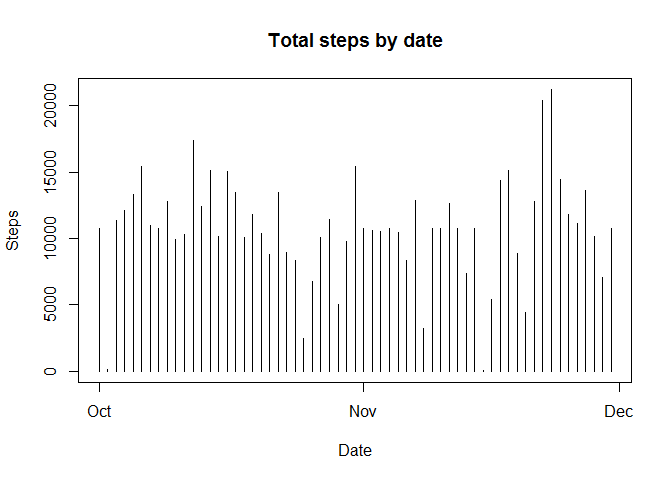 Total steps by date
Steps
20000
15000
10000
5000
0
Oct Nov Dec
Date